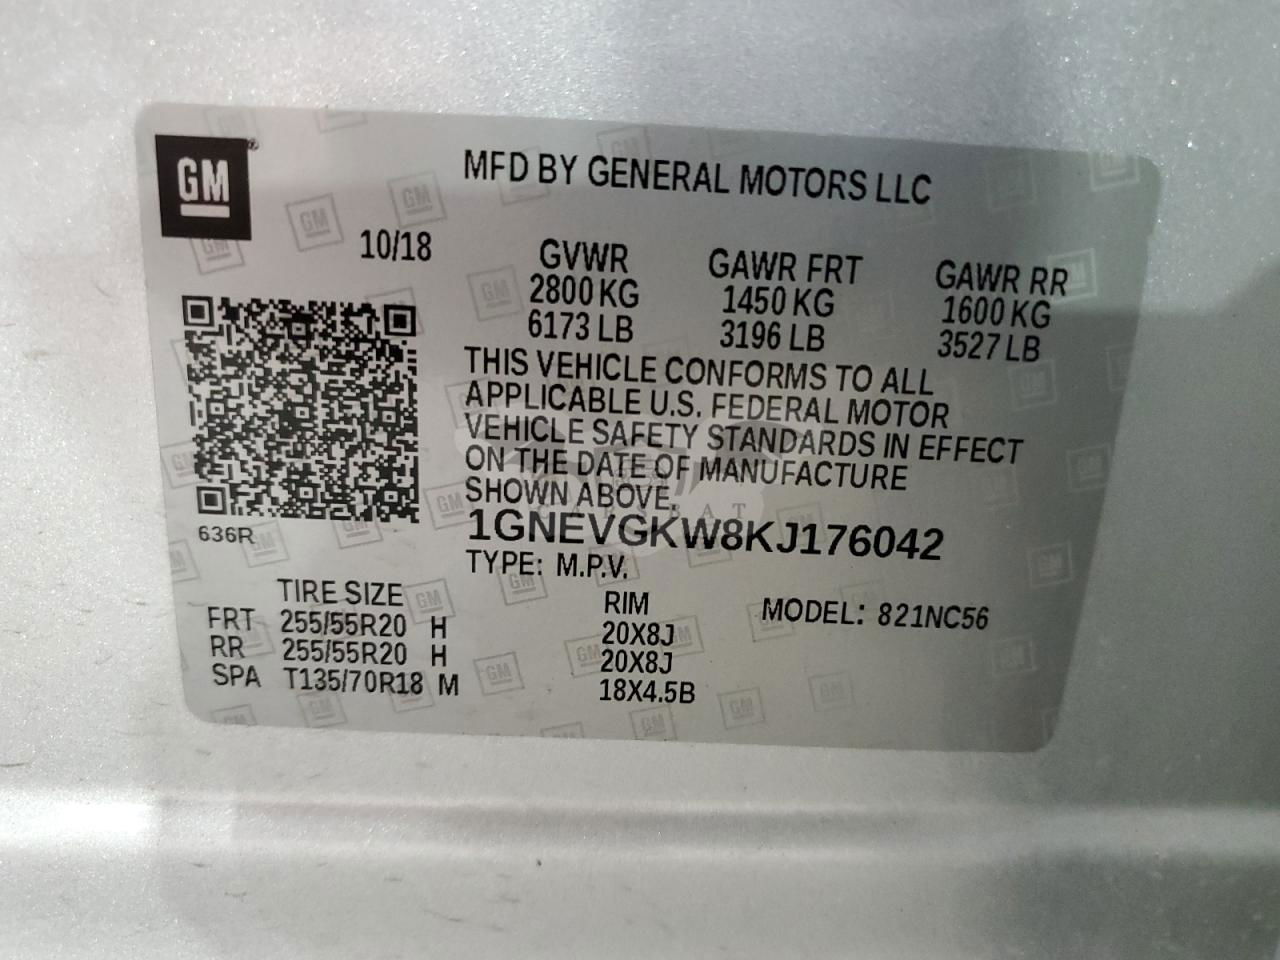 GM
MFD BY GENERAL MOTORS LLC
10/18
GVWR GAWR FRT GAWR RR
2800 KG 1450 KG 1600 KG
6173 LB 3196 LB 3527 LB
THIS VEHICLE CONFORMS TO ALL
APPLICABLE U.S. FEDERAL MOTOR
VEHICLE SAFETY STANDARDS IN EFFECT
ON THE DATE OF MANUFACTURE
SHOWN ABOVE.
636R
1GNEVGKW8KJ176042
TYPE: M.P.V.
TIRE SIZE RIM MODEL: 821NC56
FRT 255/55R20 H 20X8J
RR 255/55R20 H 20X8J
SPA T135/70R18 M 18X4.5B